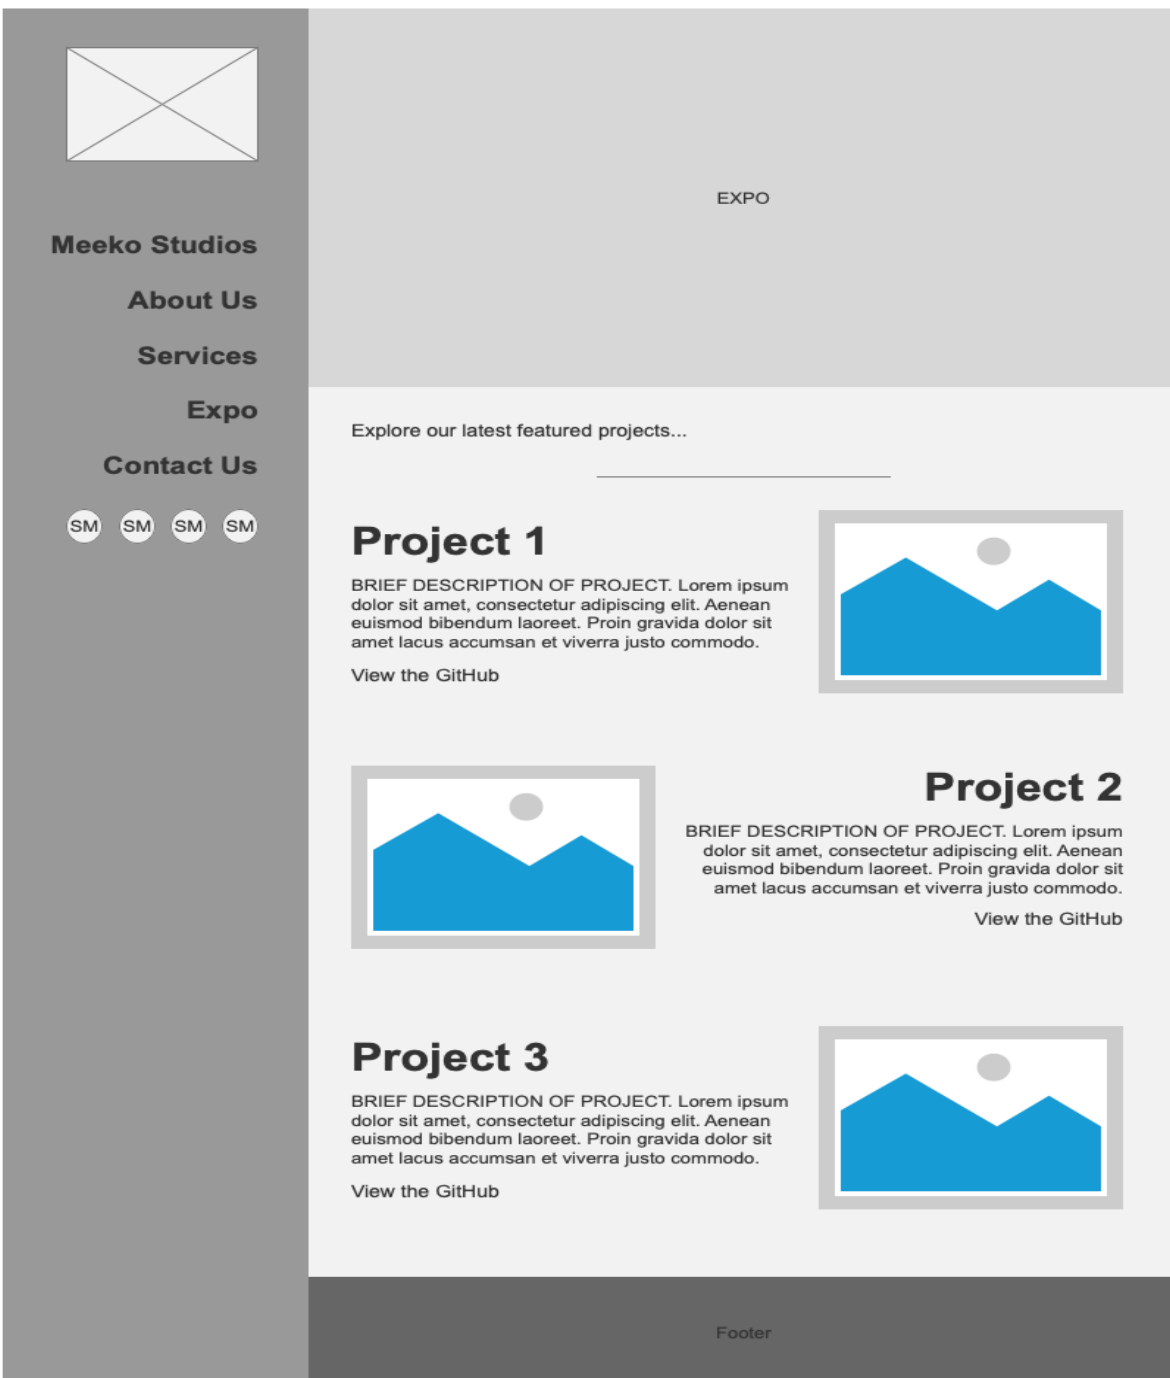 Meeko Studios
About Us
Services
Expo
Contact Us
SM SM SM SM
EXPO
Explore our latest featured projects...
Project 1
BRIEF DESCRIPTION OF PROJECT. Lorem ipsum
dolor sit amet, consectetur adipiscing elit. Aenean
euismod bibendum laoreet. Proin gravida dolor sit
amet lacus accumsan et viverra justo commodo.
View the GitHub
Project 2
BRIEF DESCRIPTION OF PROJECT. Lorem ipsum
dolor sit amet, consectetur adipiscing elit. Aenean
euismod bibendum laoreet. Proin gravida dolor sit
amet lacus accumsan et viverra justo commodo.
View the GitHub
Project 3
BRIEF DESCRIPTION OF PROJECT. Lorem ipsum
dolor sit amet, consectetur adipiscing elit. Aenean
euismod bibendum laoreet. Proin gravida dolor sit
amet lacus accumsan et viverra justo commodo.
View the GitHub
Footer